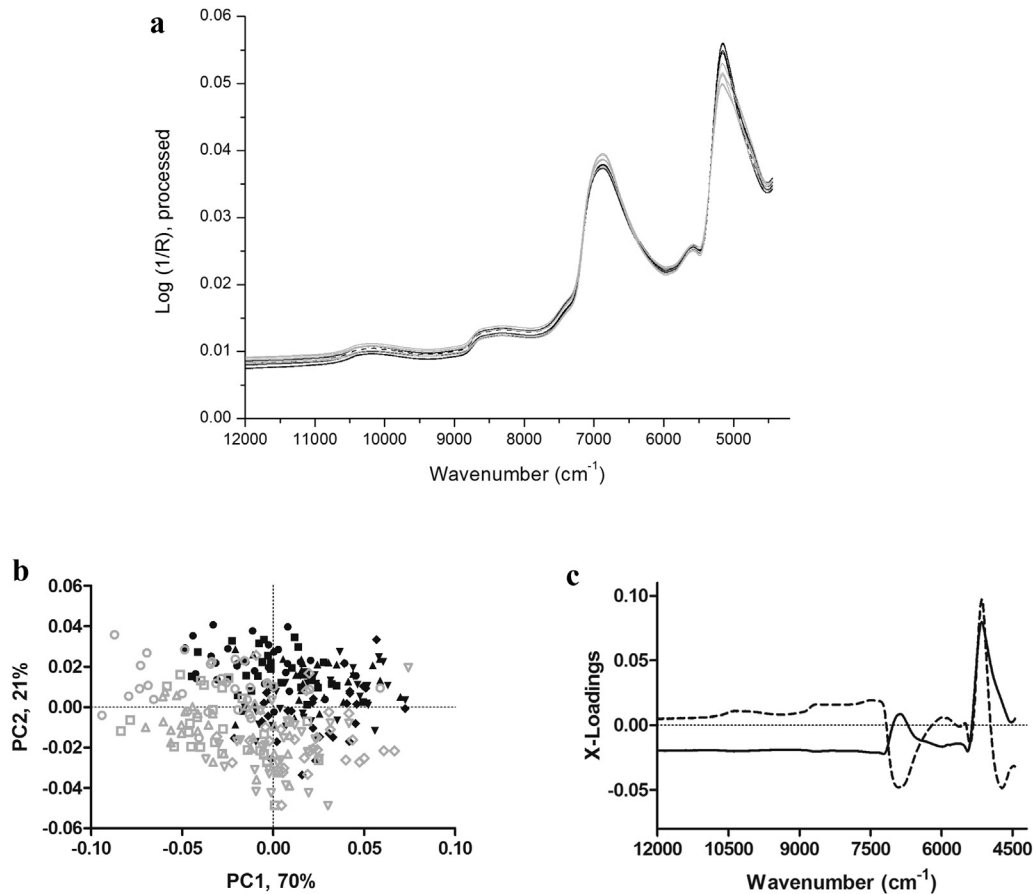 a
0.06
0.05
0.04
0.03
0.02
0.01
0.00
Log (1/R), processed
12000 11000 10000 9000 8000 7000 6000 5000
Wavenumber (cm⁻¹)
b
0.06
0.04
0.02
0.00
-0.02
-0.04
-0.06
PC2, 21%
-0.10 -0.05 0.00 0.05 0.10
PC1, 70%
c
0.10
0.05
0.00
-0.05
X-Loadings
12000 10500 9000 7500 6000 4500
Wavenumber (cm⁻¹)